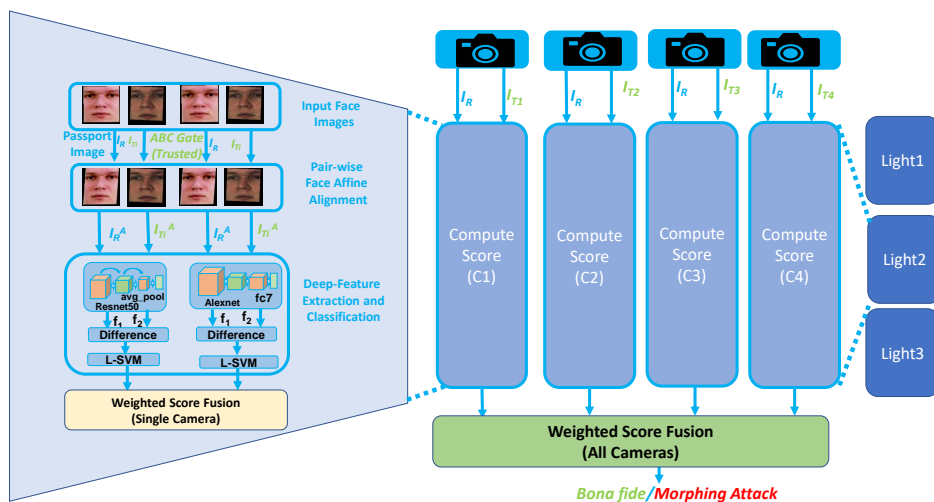 Input Face
Images
Passport
Image
I_R I_Ti
ABC Gate
(Trusted)
I_R I_Ti
Pair-wise
Face Affine
Alignment
I_R^A I_Ti^A I_R^A I_Ti^A
Deep-Feature
Extraction and
Classification
avg_pool
Resnet50
Alexnet fc7
f1 f2
f1 f2
Difference
Difference
L-SVM
L-SVM
Weighted Score Fusion
(Single Camera)
I_R I_T1
I_R I_T2
I_R I_T3
I_R I_T4
Compute
Score
(C1)
Compute
Score
(C2)
Compute
Score
(C3)
Compute
Score
(C4)
Light1
Light2
Light3
Weighted Score Fusion
(All Cameras)
Bona fide/Morphing Attack